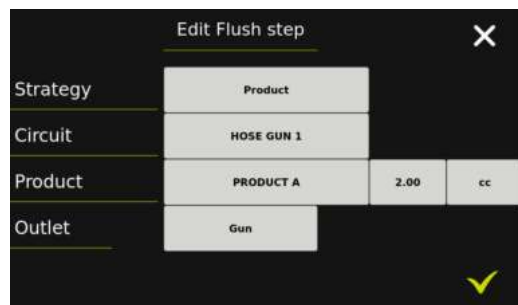 Edit Flush step
Strategy Product
Circuit HOSE GUN 1
Product PRODUCT A 2.00 cc
Outlet Gun